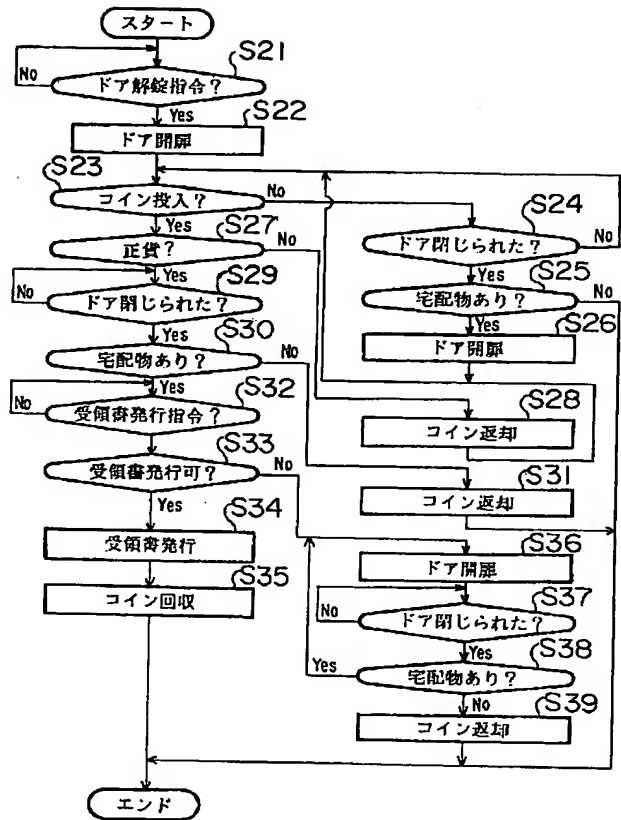 スタート
S21
ドア解錠指令?
No
Yes
S22
ドア開扉
S23
コイン投入?
No
Yes
S24
ドア閉じられた?
No
Yes
S27
正貨?
No
Yes
S25
宅配物あり?
No
Yes
S29
ドア閉じられた?
No
Yes
S26
ドア開扉
S30
宅配物あり?
No
Yes
S32
受領書発行指令?
No
S28
コイン返却
S33
受領書発行可?
No
Yes
S31
コイン返却
S34
受領書発行
S36
ドア開扉
S35
コイン回収
S37
ドア閉じられた?
No
Yes
S38
宅配物あり?
Yes
No
S39
コイン返却
エンド